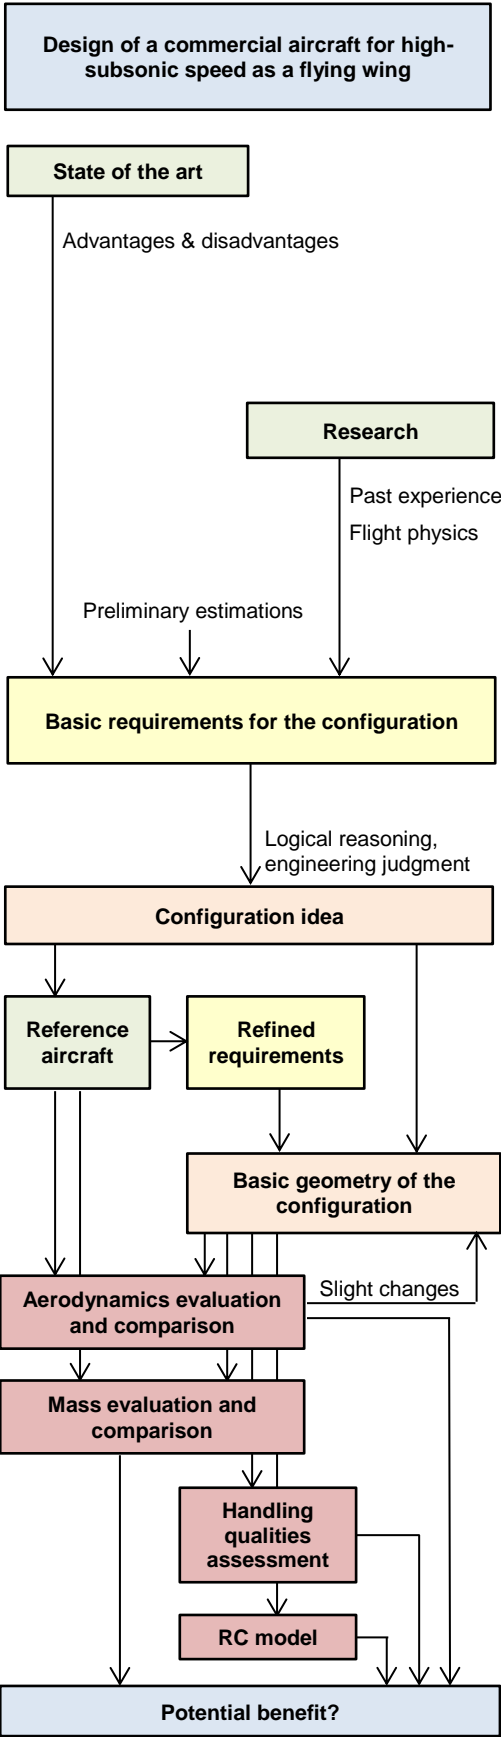 Design of a commercial aircraft for high-
subsonic speed as a flying wing
State of the art
Advantages & disadvantages
Research
Past experience
Flight physics
Preliminary estimations
Basic requirements for the configuration
Logical reasoning,
engineering judgment
Configuration idea
Reference
aircraft
Refined
requirements
Basic geometry of the
configuration
Slight changes
Aerodynamics evaluation
and comparison
Mass evaluation and
comparison
Handling
qualities
assessment
RC model
Potential benefit?